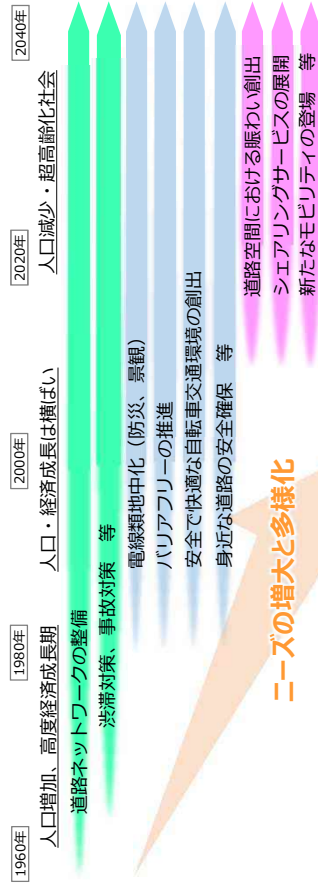 1960年
1980年
2000年
2020年
2040年
人口増加、高度経済成長期
人口・経済成長は横ばい
人口減少・超高齢化社会
道路ネットワークの整備
渋滞対策、事故対策　等
電線類地中化（防災、景観）
バリアフリーの推進
安全で快適な自転車交通環境の創出
身近な道路の安全確保　等
道路空間における賑わい創出
シェアリングサービスの展開
新たなモビリティの登場　等
ニーズの増大と多様化